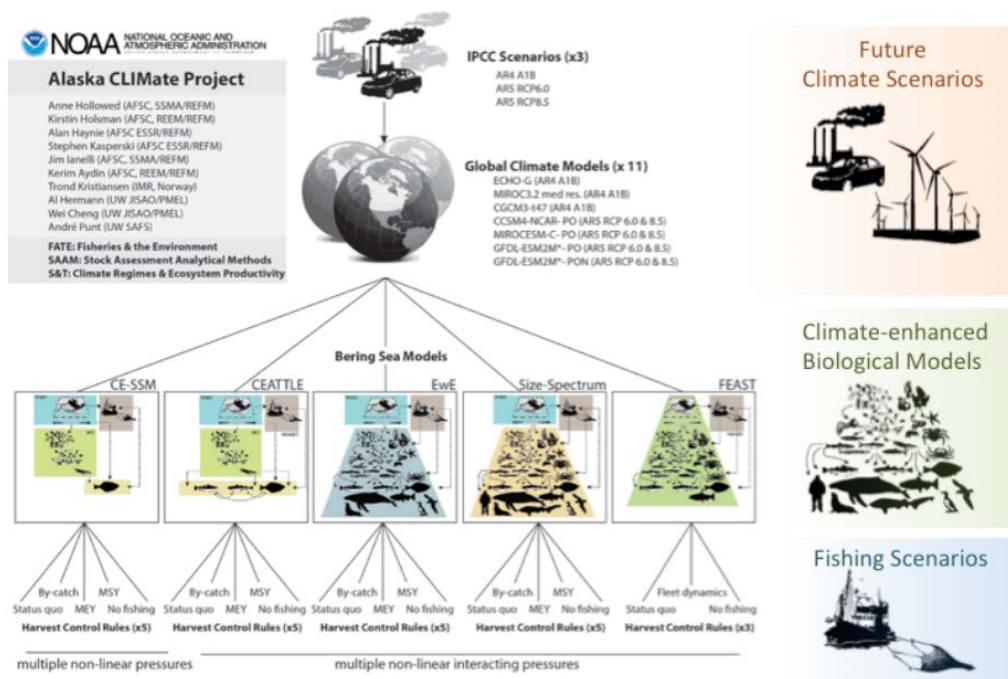 NOAA NATIONAL OCEANIC AND
ATMOSPHERIC ADMINISTRATION
Alaska CLIMate Project
Anne Hollowed (AFSC, SSMA/REFM)
Kirstin Holsman (AFSC, REEM/REFM)
Alan Haynie (AFSC ESSR/REFM)
Stephen Kasperski (AFSC ESSR/REFM)
Jim Ianelli (AFSC, SSMA/REFM)
Kerim Aydin (AFSC, REEM/REFM)
Trond Kristiansen (IMR, Norway)
Al Hermann (UW JISAO/PMEL)
Wei Cheng (UW JISAO/PMEL)
André Punt (UW SAFS)
FATE: Fisheries & the Environment
SAAM: Stock Assessment Analytical Methods
S&T: Climate Regimes & Ecosystem Productivity
IPCC Scenarios (x3)
AR4 A1B
AR5 RCP6.0
AR5 RCP8.5
Global Climate Models (x 11)
ECHO-G (AR4 A1B)
MIROC3.2 med res. (AR4 A1B)
CGCM3-t47 (AR4 A1B)
CCSM4-NCAR- PO (AR5 RCP 6.0 & 8.5)
MIROCESM-C- PO (AR5 RCP 6.0 & 8.5)
GFDL-ESM2M*- PO (AR5 RCP 6.0 & 8.5)
GFDL-ESM2M*- PON (AR5 RCP 6.0 & 8.5)
Future
Climate Scenarios
Bering Sea Models
CE-SSM
CEATTLE
EwE
Size-Spectrum
FEAST
Climate-enhanced
Biological Models
By-catch MSY
Status quo MEY No fishing
Harvest Control Rules (x5)
By-catch MSY
Status quo MEY No fishing
Harvest Control Rules (x5)
By-catch MSY
Status quo MEY No fishing
Harvest Control Rules (x5)
By-catch MSY
Status quo MEY No fishing
Harvest Control Rules (x5)
Fleet dynamics
Status quo No fishing
Harvest Control Rules (x3)
multiple non-linear pressures
multiple non-linear interacting pressures
Fishing Scenarios